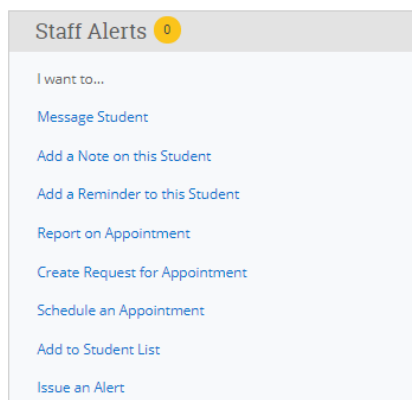 Staff Alerts 0
I want to...
Message Student
Add a Note on this Student
Add a Reminder to this Student
Report on Appointment
Create Request for Appointment
Schedule an Appointment
Add to Student List
Issue an Alert